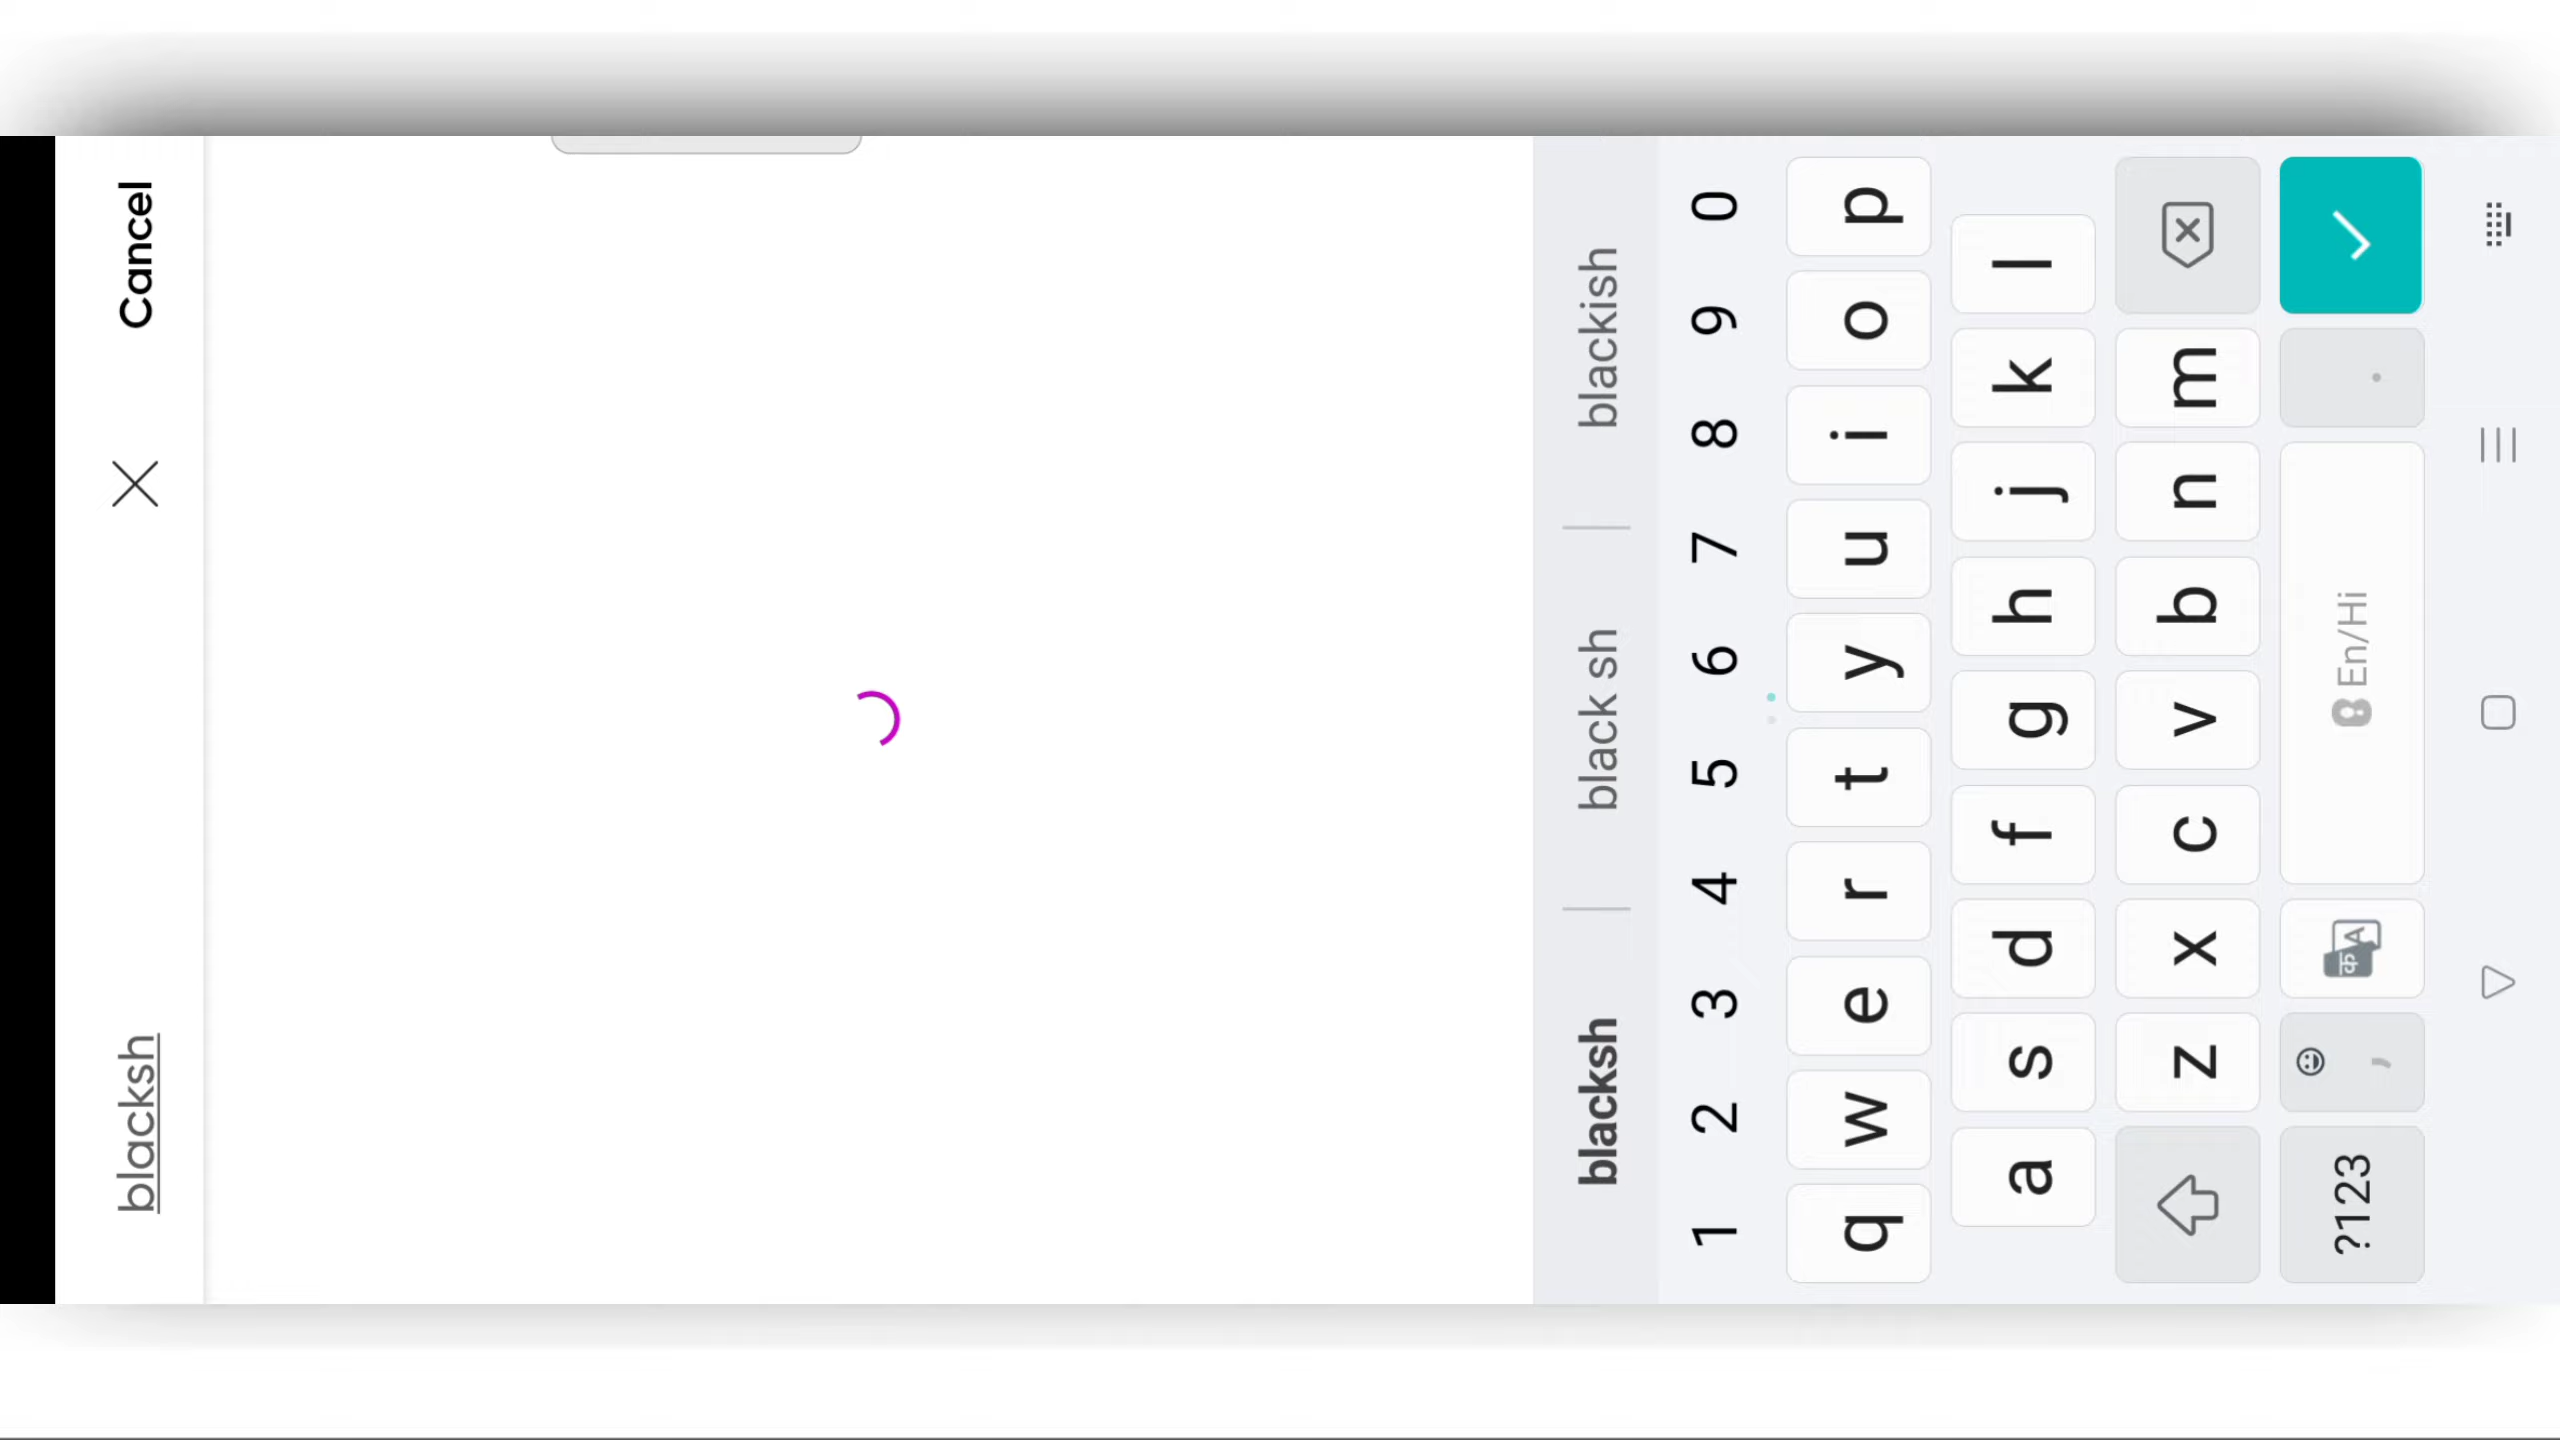 blacksh Cancel
blacksh black sh blackish
1 2 3 4 5 6 7 8 9 0
q w e r t y u i o p
a s d f g h j k l
z x c v b n m
?123 , क A En/Hi .